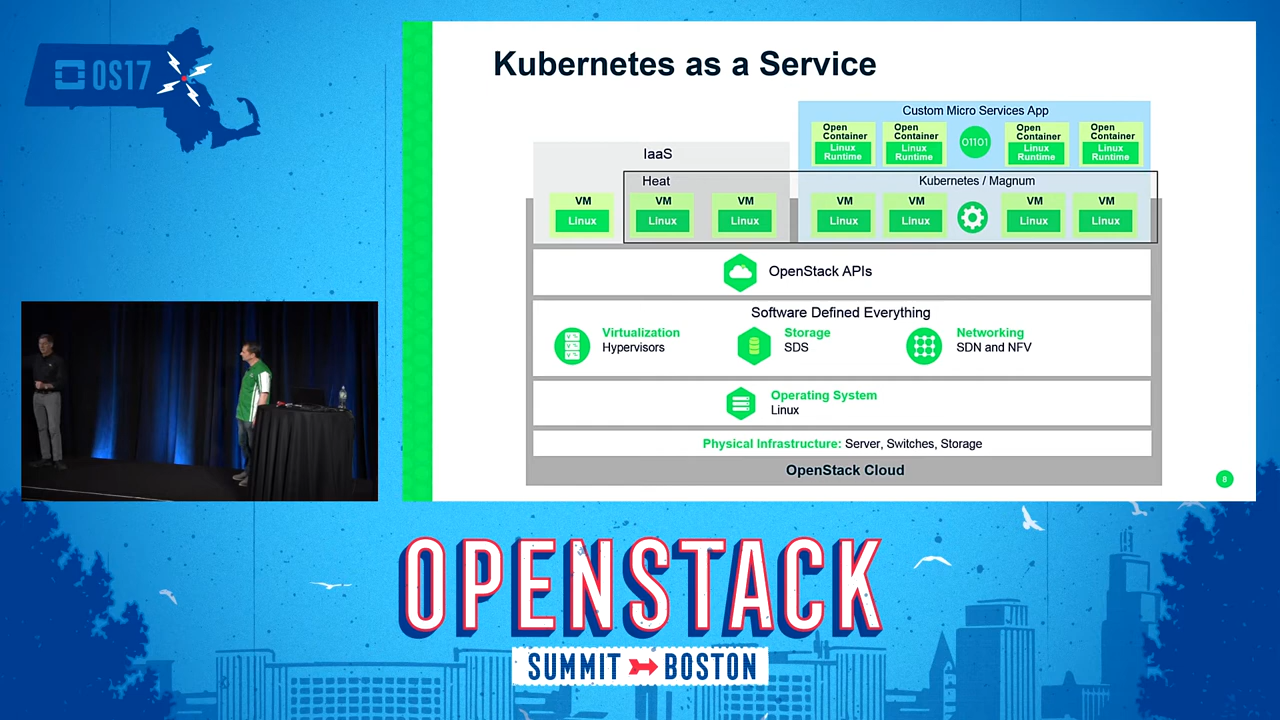 OS17
Kubernetes as a Service
Custom Micro Services App
Open Container
Linux Runtime
Open Container
Linux Runtime
01101
Open Container
Linux Runtime
Open Container
Linux Runtime
IaaS
Heat
Kubernetes / Magnum
VM
Linux
VM
Linux
VM
Linux
VM
Linux
VM
Linux
VM
Linux
VM
Linux
OpenStack APIs
Software Defined Everything
Virtualization
Hypervisors
Storage
SDS
Networking
SDN and NFV
Operating System
Linux
Physical Infrastructure: Server, Switches, Storage
OpenStack Cloud
8
OPENSTACK
SUMMIT BOSTON